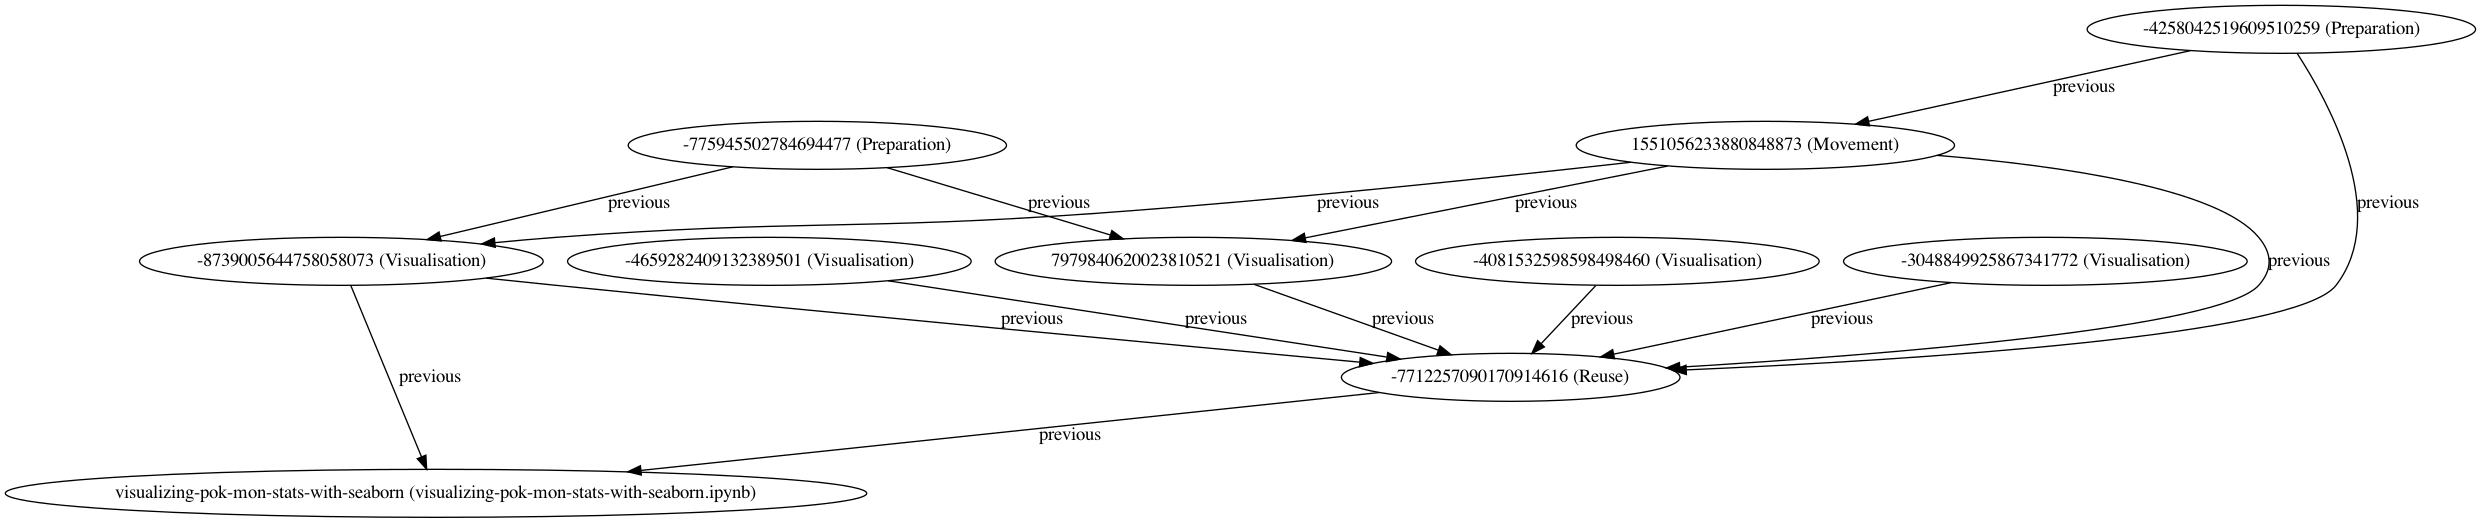 -4258042519609510259 (Preparation)
previous
-775945502784694477 (Preparation)
1551056233880848873 (Movement)
previous
previous
previous
previous
previous
-8739005644758058073 (Visualisation)
-4659282409132389501 (Visualisation)
7979840620023810521 (Visualisation)
-4081532598598498460 (Visualisation)
-3048849925867341772 (Visualisation)
previous
previous
previous
previous
previous
previous
previous
-7712257090170914616 (Reuse)
previous
visualizing-pok-mon-stats-with-seaborn (visualizing-pok-mon-stats-with-seaborn.ipynb)